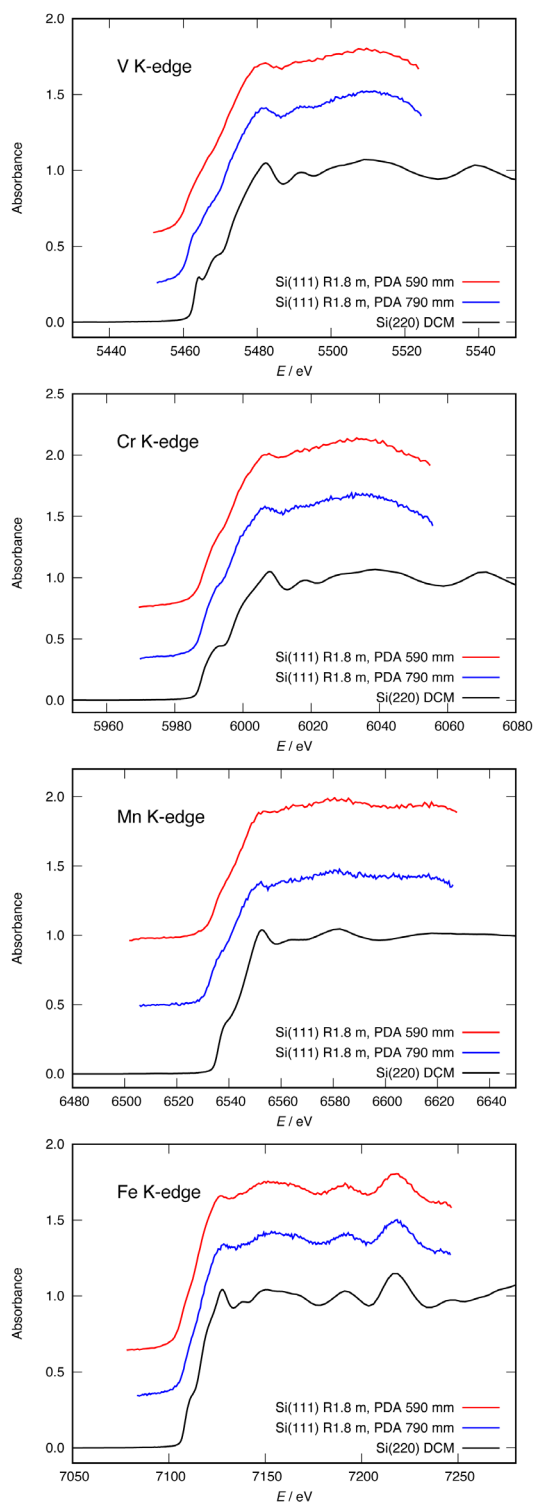 2.0
V K-edge
1.5
1.0
Absorbance
0.5
Si(111) R1.8 m, PDA 590 mm
Si(111) R1.8 m, PDA 790 mm
Si(220) DCM
0.0
5440 5460 5480 5500 5520 5540
E / eV
2.5
Cr K-edge
2.0
1.5
Absorbance
1.0
0.5
Si(111) R1.8 m, PDA 590 mm
Si(111) R1.8 m, PDA 790 mm
Si(220) DCM
0.0
5960 5980 6000 6020 6040 6060 6080
E / eV
Mn K-edge
2.0
1.5
Absorbance
1.0
0.5
Si(111) R1.8 m, PDA 590 mm
Si(111) R1.8 m, PDA 790 mm
Si(220) DCM
0.0
6480 6500 6520 6540 6560 6580 6600 6620 6640
E / eV
2.0
Fe K-edge
1.5
1.0
Absorbance
0.5
Si(111) R1.8 m, PDA 590 mm
Si(111) R1.8 m, PDA 790 mm
Si(220) DCM
0.0
7050 7100 7150 7200 7250
E / eV